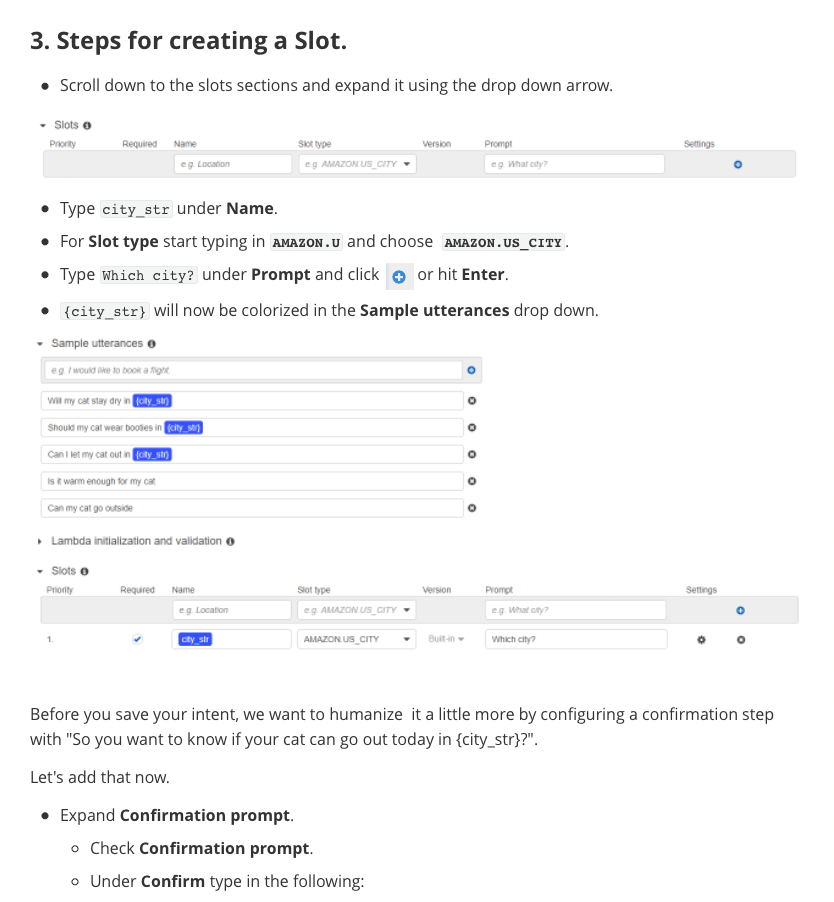 3. Steps for creating a Slot.
Scroll down to the slots sections and expand it using the drop down arrow.
Slots
Priority Required Name Slot type Version Prompt Settings
e.g. Location e.g. AMAZON.US_CITY e.g. What city?
Type city_str under Name.
For Slot type start typing in AMAZON.U and choose AMAZON.US_CITY.
Type Which city? under Prompt and click or hit Enter.
{city_str} will now be colorized in the Sample utterances drop down.
Sample utterances
e.g. I would like to book a flight.
Will my cat stay dry in {city_str}
Should my cat wear booties in {city_str}
Can I let my cat out in {city_str}
Is it warm enough for my cat
Can my cat go outside
Lambda initialization and validation
Slots
Priority Required Name Slot type Version Prompt Settings
e.g. Location e.g. AMAZON.US_CITY e.g. What city?
1. city_str AMAZON.US_CITY Built-in Which city?
Before you save your intent, we want to humanize it a little more by configuring a confirmation step
with "So you want to know if your cat can go out today in {city_str}?".
Let's add that now.
Expand Confirmation prompt.
Check Confirmation prompt.
Under Confirm type in the following: